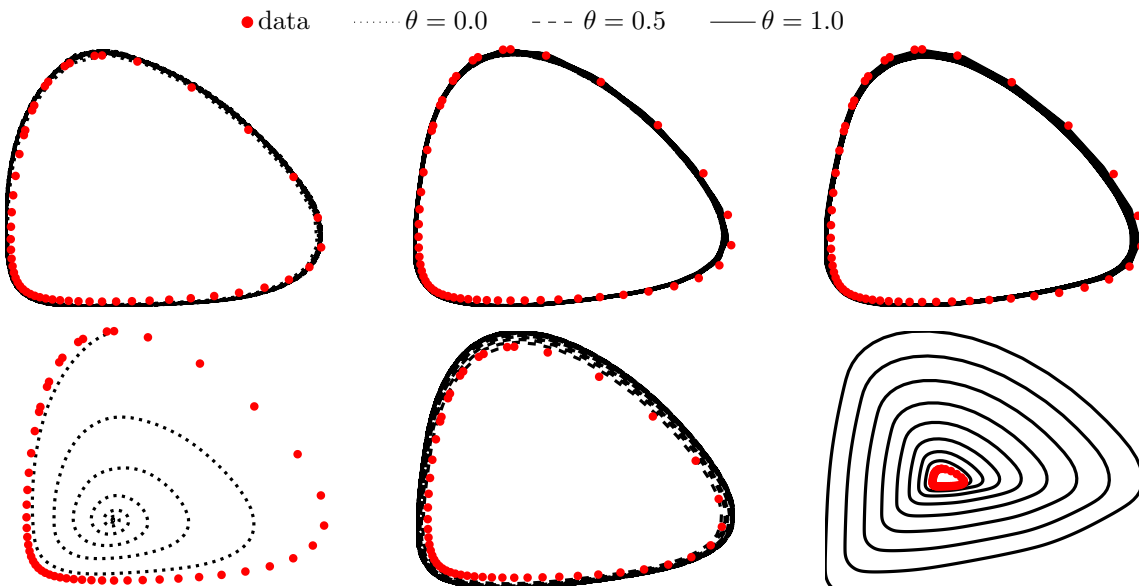 data θ = 0.0 θ = 0.5 θ = 1.0